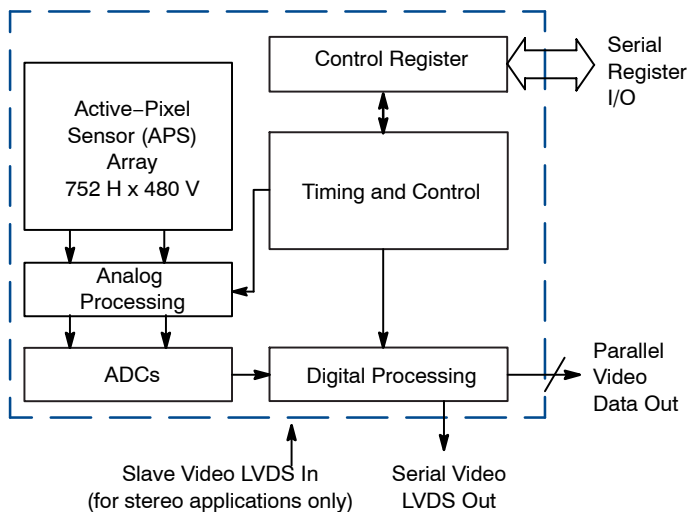 Active−Pixel
Sensor (APS)
Array
752 H x 480 V
Control Register
Serial
Register
I/O
Timing and Control
Analog
Processing
ADCs
Digital Processing
Parallel
Video
Data Out
Slave Video LVDS In
(for stereo applications only)
Serial Video
LVDS Out